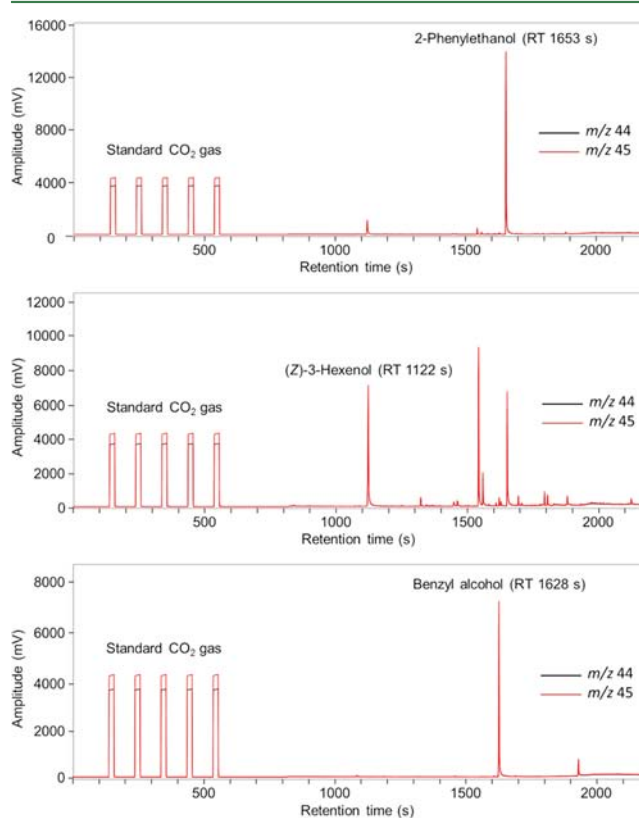 16000
2-Phenylethanol (RT 1653 s)
12000
m/z 44
Standard CO₂ gas
m/z 45
8000
4000
0
Amplitude (mV)
500 1000 1500 2000
Retention time (s)
12000
10000
(Z)-3-Hexenol (RT 1122 s)
8000
Standard CO₂ gas
m/z 44
m/z 45
6000
4000
2000
0
Amplitude (mV)
500 1000 1500 2000
Retention time (s)
8000
Benzyl alcohol (RT 1628 s)
6000
Standard CO₂ gas
m/z 44
m/z 45
4000
2000
0
Amplitude (mV)
500 1000 1500 2000
Retention time (s)